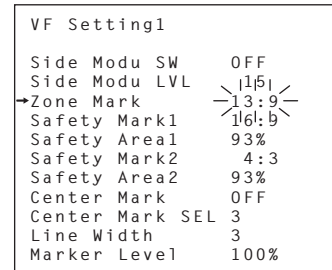 VF Setting1
Side Modu SW OFF
Side Modu LVL 15
→Zone Mark 13:9
Safety Mark1 16:9
Safety Area1 93%
Safety Mark2 4:3
Safety Area2 93%
Center Mark OFF
Center Mark SEL 3
Line Width 3
Marker Level 100%